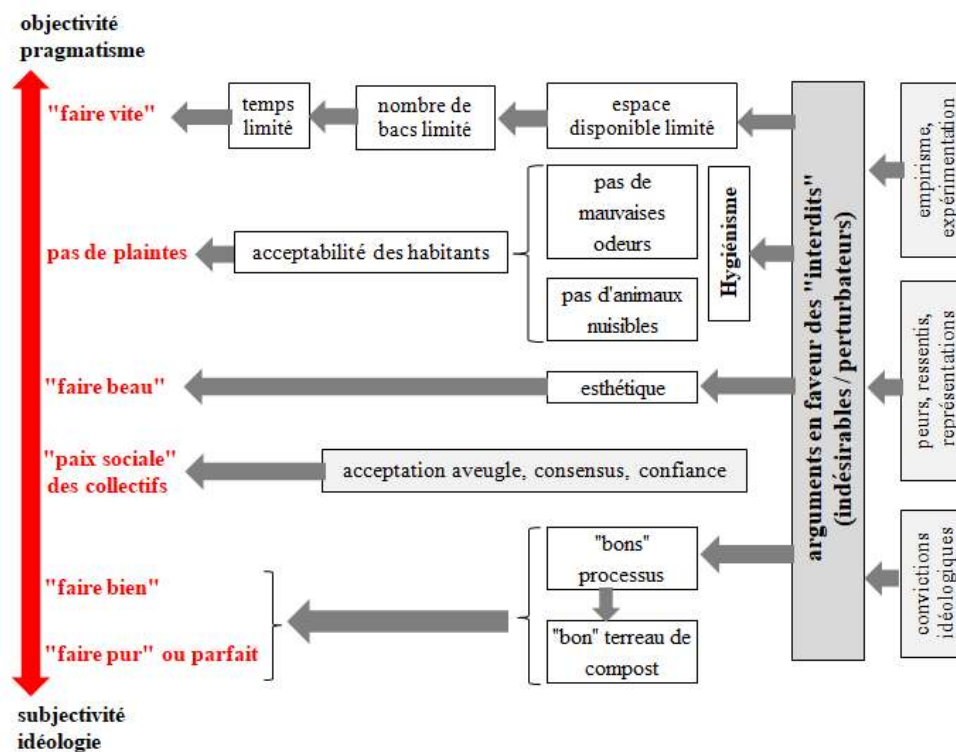 objectivité
pragmatisme
"faire vite"
temps
limité
nombre de
bacs limité
espace
disponible limité
pas de
mauvaises
odeurs
pas d'animaux
nuisibles
Hygiénisme
pas de plaintes
acceptabilité des habitants
"faire beau"
esthétique
"paix sociale"
des collectifs
acceptation aveugle, consensus, confiance
"bons"
processus
"bon" terreau de
compost
"faire bien"
"faire pur" ou parfait
subjectivité
idéologie
arguments en faveur des "interdits"
(indésirables / perturbateurs)
empirisme,
expérimentation
peurs, ressentis,
représentations
convictions
idéologiques